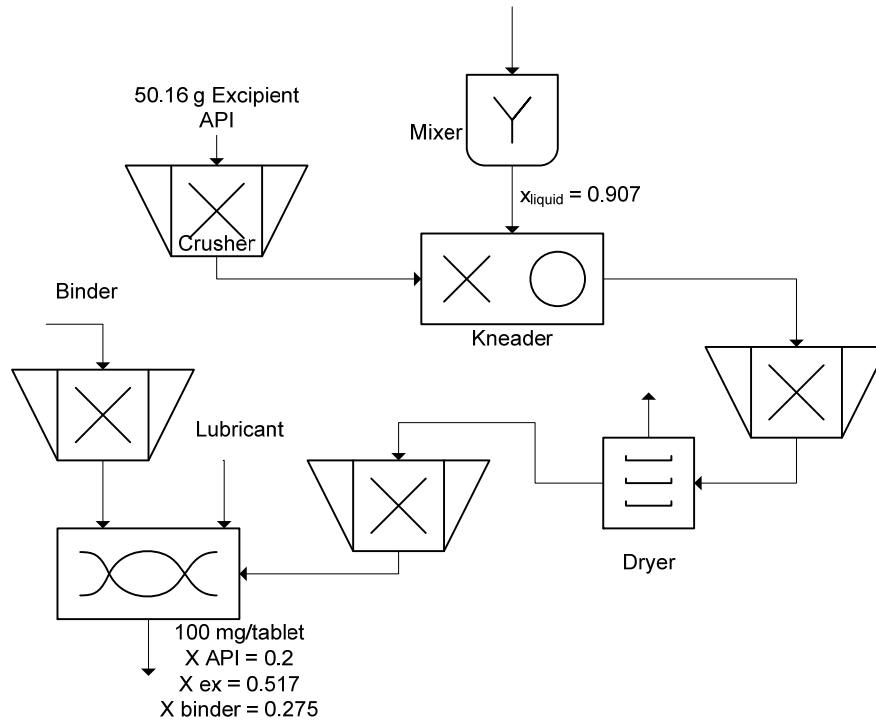 50.16 g Excipient
API
Mixer
x_liquid = 0.907
Crusher
Binder
Kneader
Lubricant
Dryer
100 mg/tablet
X API = 0.2
X ex = 0.517
X binder = 0.275